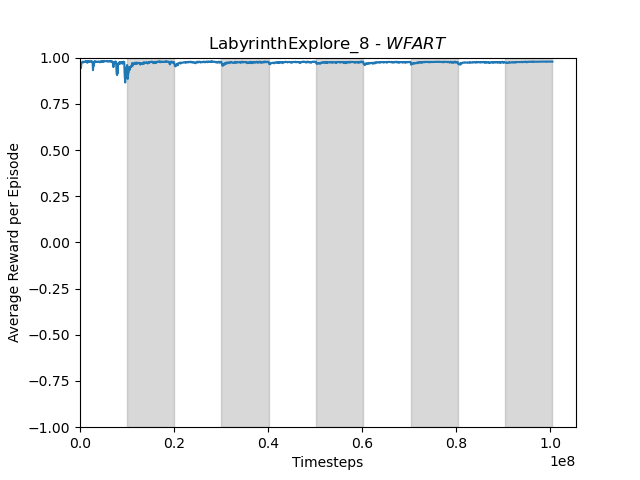 LabyrinthExplore_8 - WFART
Average Reward per Episode
1.00
0.75
0.50
0.25
0.00
−0.25
−0.50
−0.75
−1.00
0.0 0.2 0.4 0.6 0.8 1.0
1e8
Timesteps